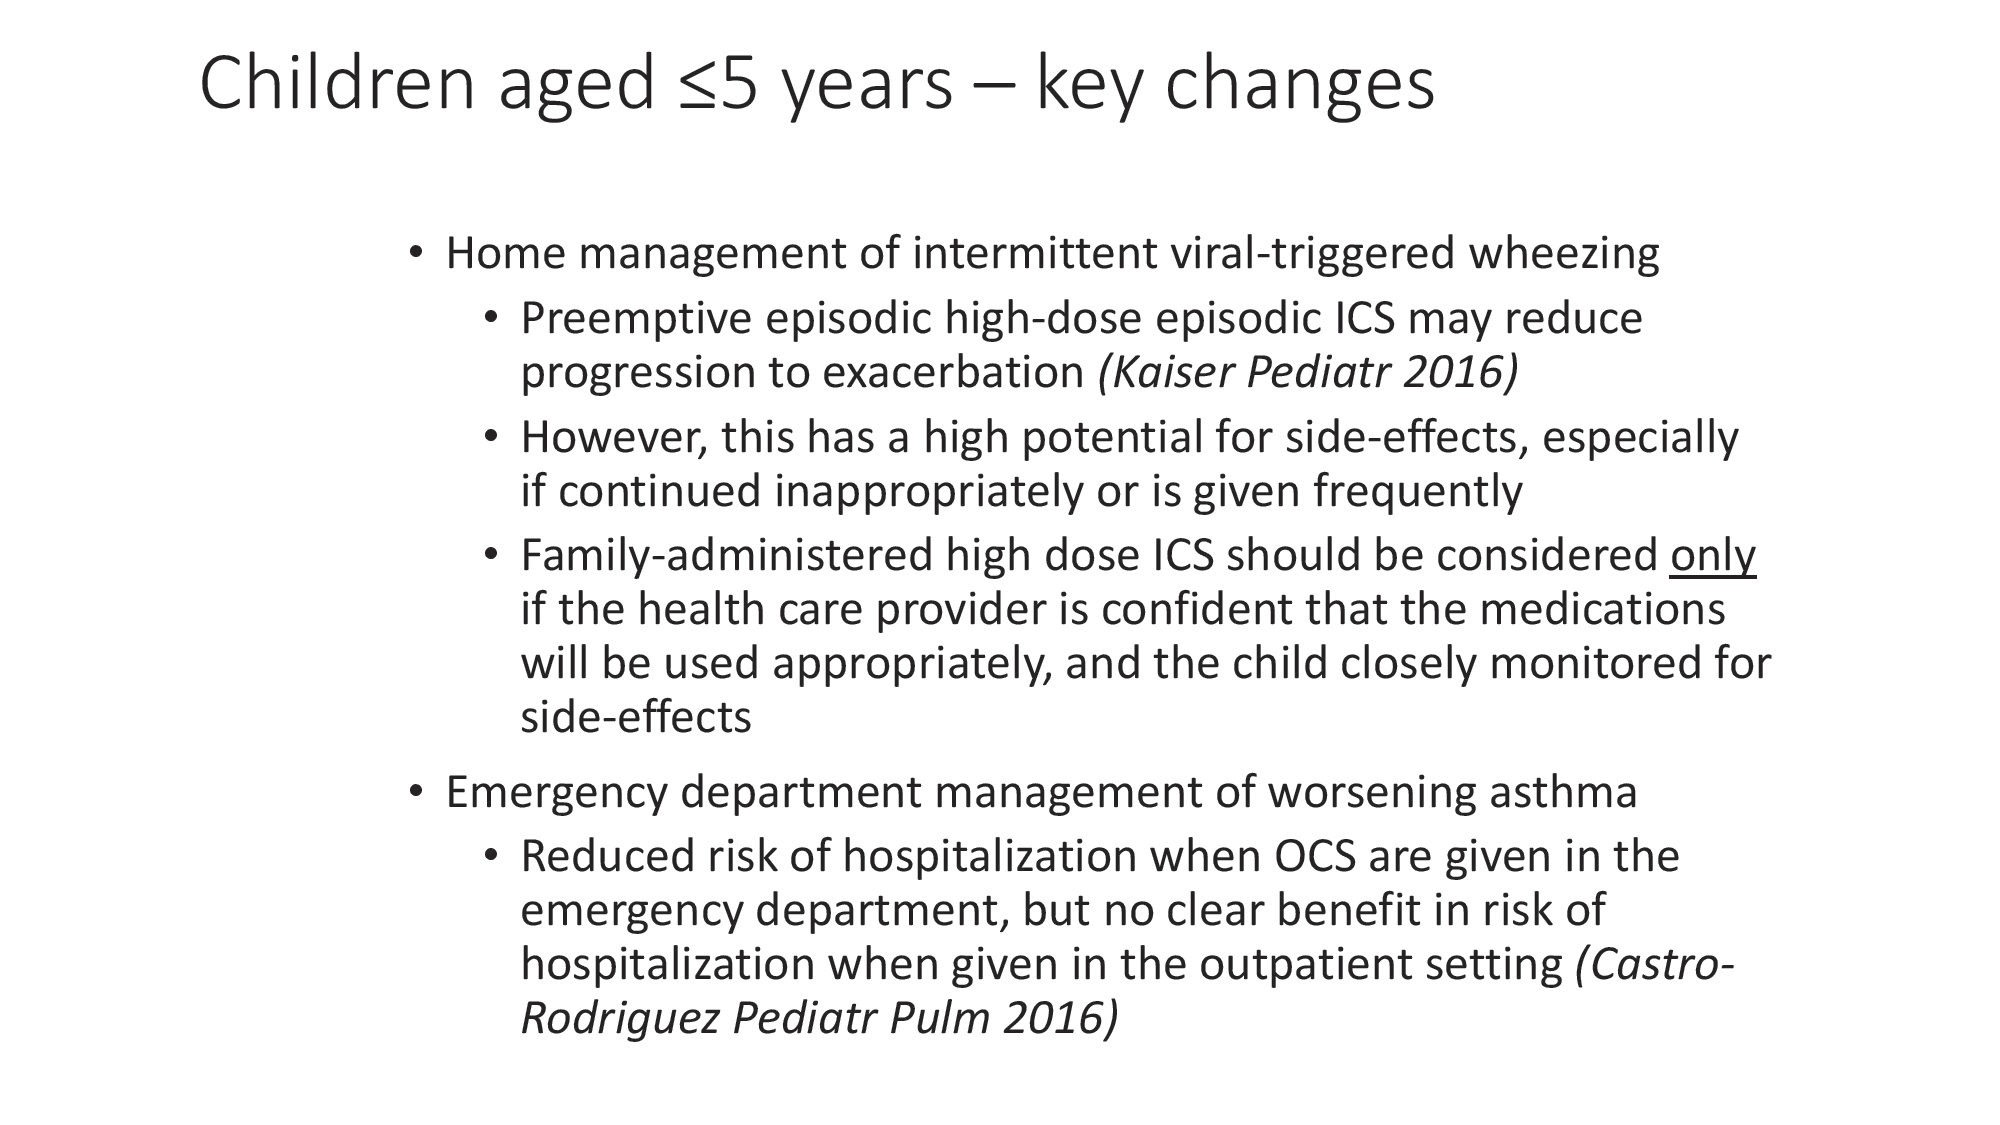 Children aged ≤5 years – key changes
• Home management of intermittent viral-triggered wheezing
• Preemptive episodic high-dose episodic ICS may reduce
progression to exacerbation (Kaiser Pediatr 2016)
• However, this has a high potential for side-effects, especially
if continued inappropriately or is given frequently
• Family-administered high dose ICS should be considered only
if the health care provider is confident that the medications
will be used appropriately, and the child closely monitored for
side-effects
• Emergency department management of worsening asthma
• Reduced risk of hospitalization when OCS are given in the
emergency department, but no clear benefit in risk of
hospitalization when given in the outpatient setting (Castro-
Rodriguez Pediatr Pulm 2016)